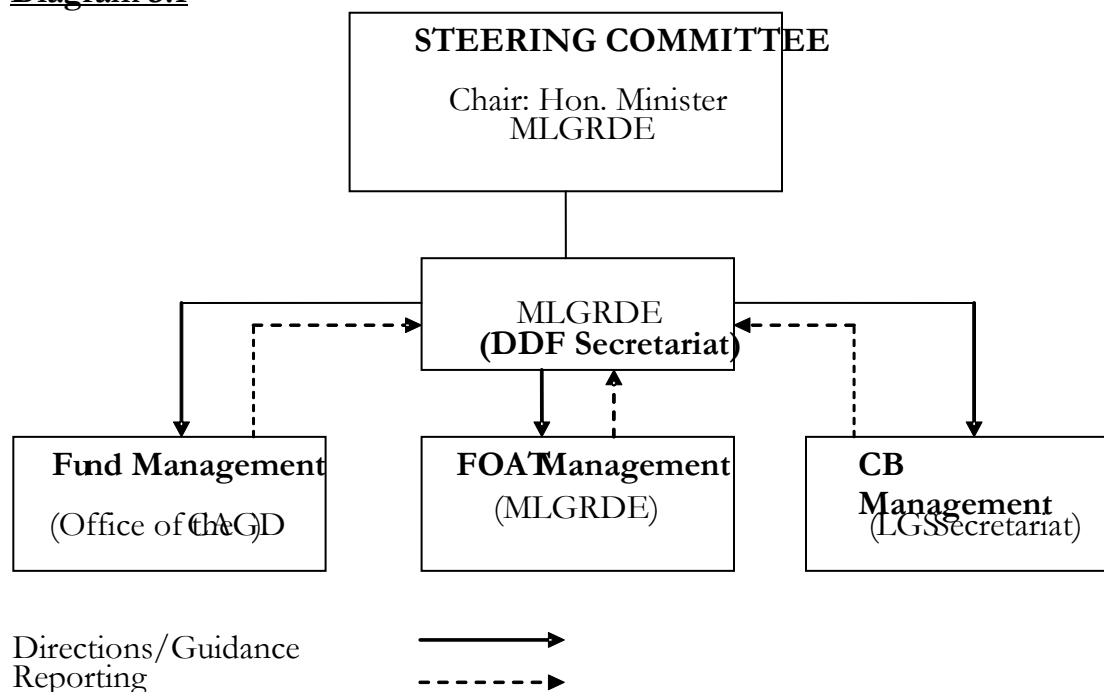 Diagram 3.1
STEERING COMMITTEE
Chair: Hon. Minister
MLGRDE
MLGRDE
(DDF Secretariat)
Fund Management
(Office of the CAGD)
FOAT Management
(MLGRDE)
CB
Management
(LGS Secretariat)
Directions/Guidance
Reporting